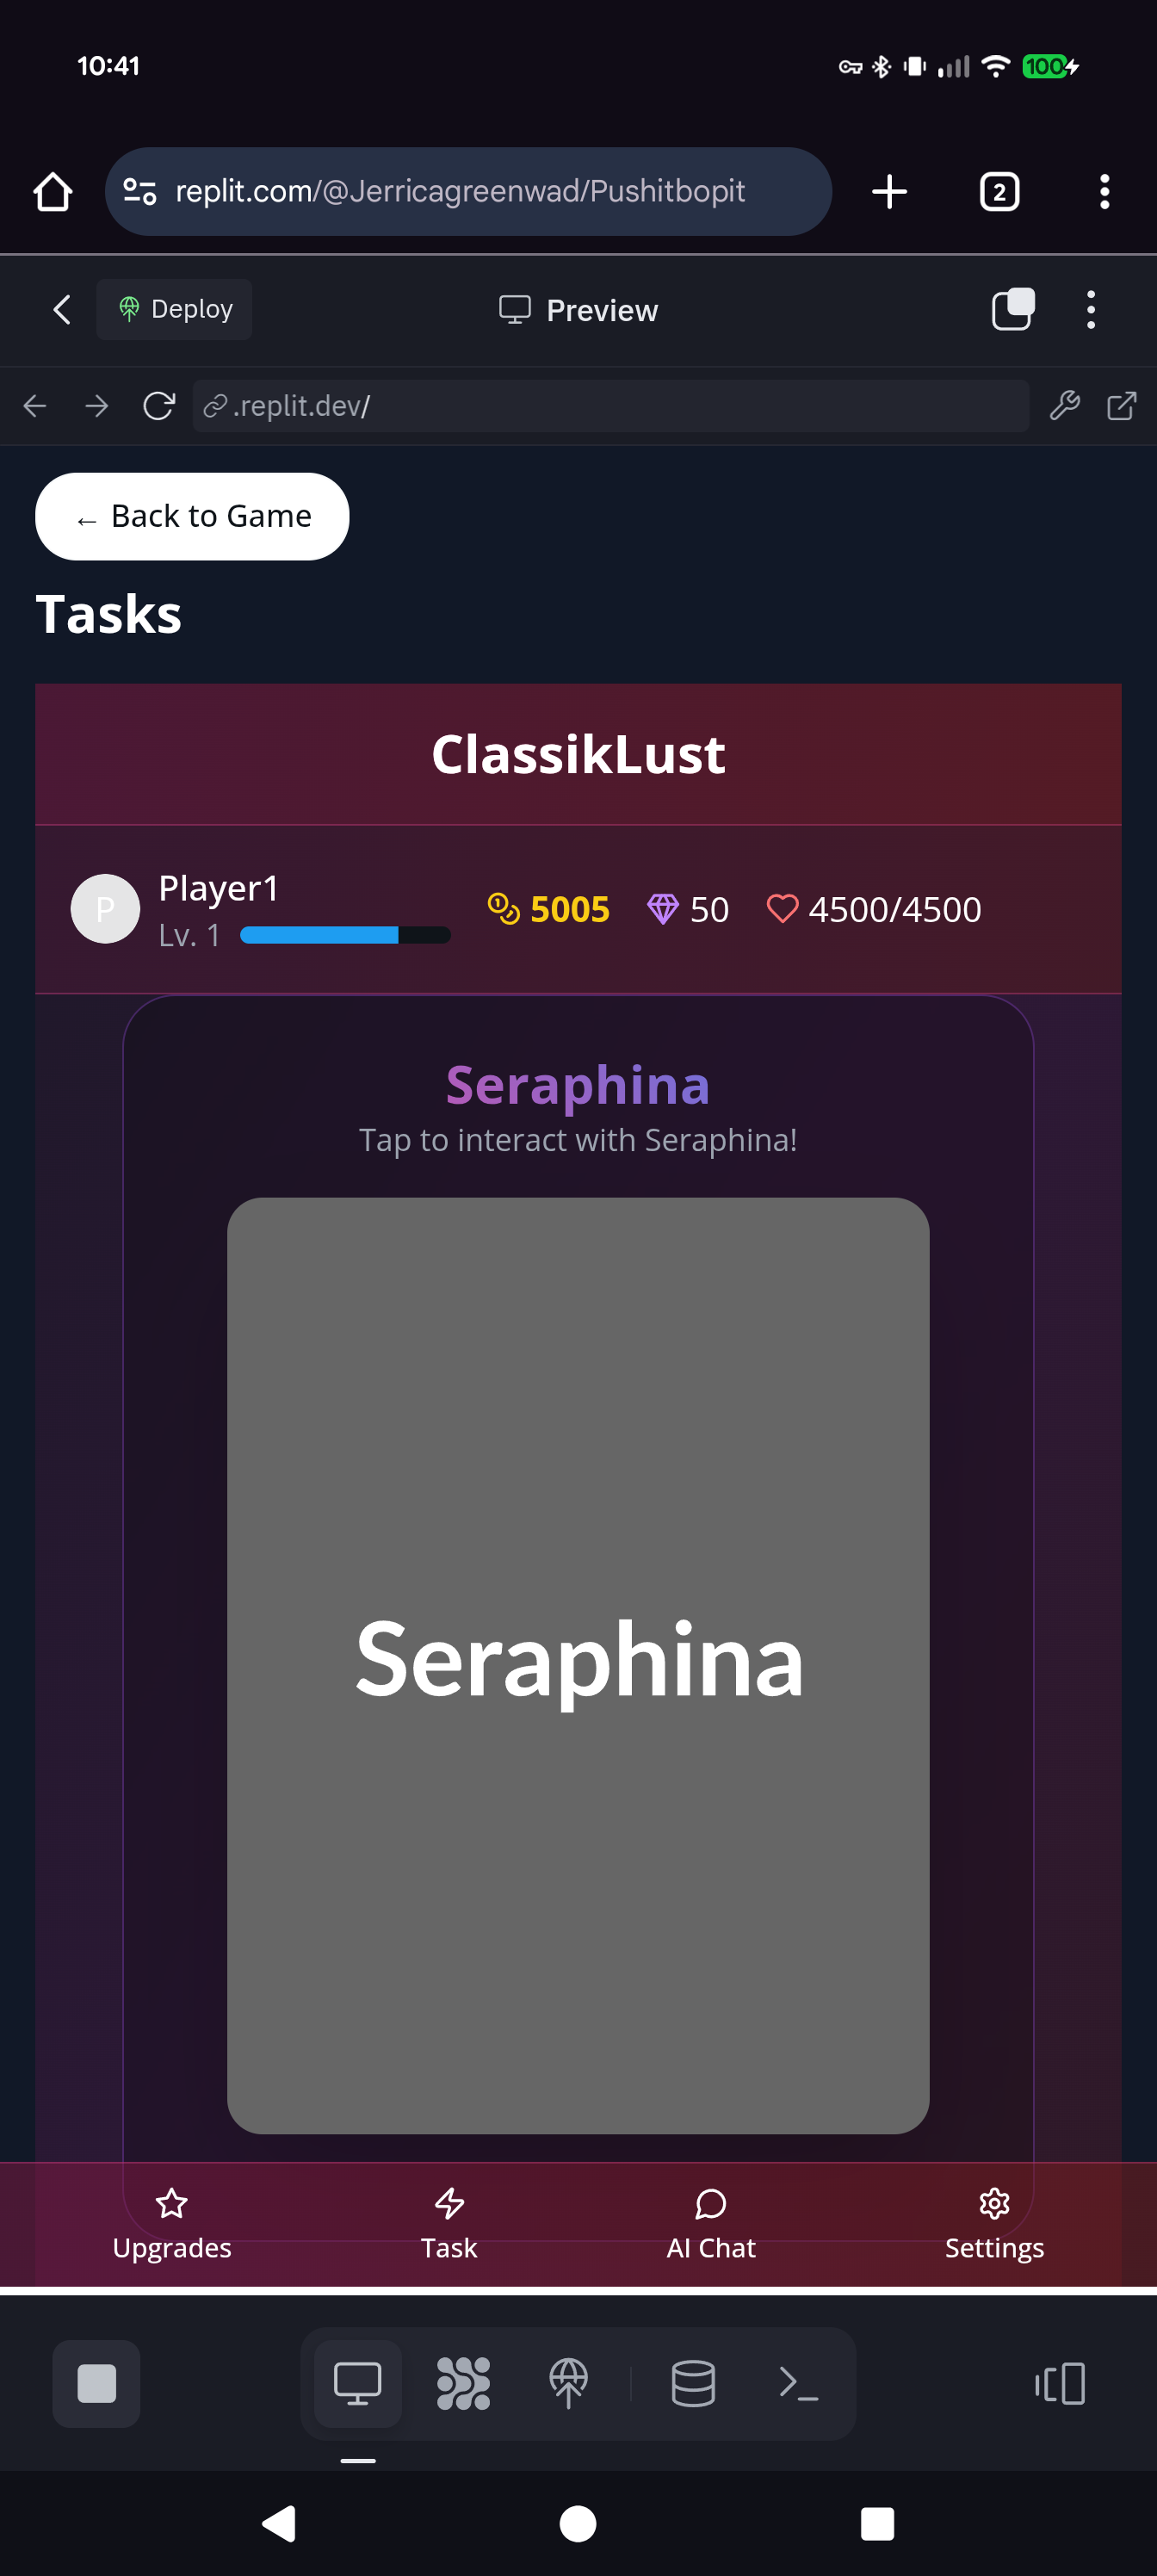 10:41
100
replit.com/@Jerricagreenwad/Pushitbopit
2
Deploy
Preview
.replit.dev/
← Back to Game
Tasks
ClassikLust
P
Player1
Lv. 1
5005
50
4500/4500
Seraphina
Tap to interact with Seraphina!
Seraphina
Upgrades
Task
AI Chat
Settings